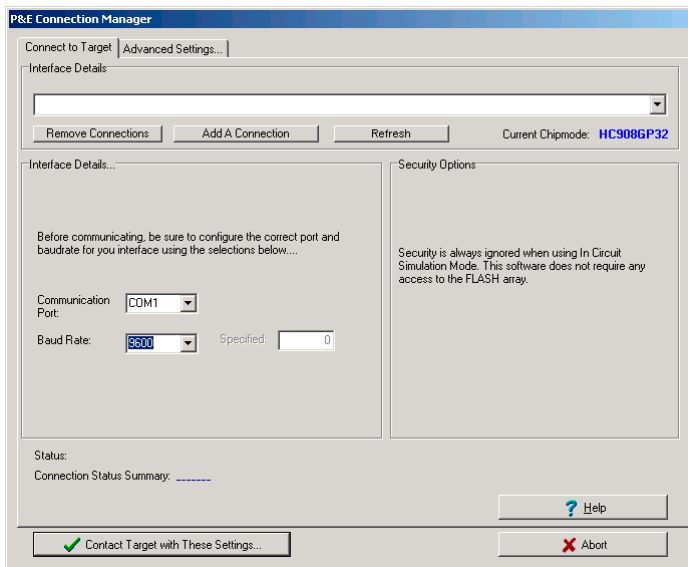 P&E Connection Manager
Connect to Target
Advanced Settings...
Interface Details
Remove Connections
Add A Connection
Refresh
Current Chipmode: HC908GP32
Interface Details...
Before communicating, be sure to configure the correct port and
baudrate for you interface using the selections below....
Communication
Port:
COM1
Baud Rate:
9600
Specified:
0
Security Options
Security is always ignored when using In Circuit
Simulation Mode. This software does not require any
access to the FLASH array.
Status:
Connection Status Summary: _______
? Help
Contact Target with These Settings...
Abort